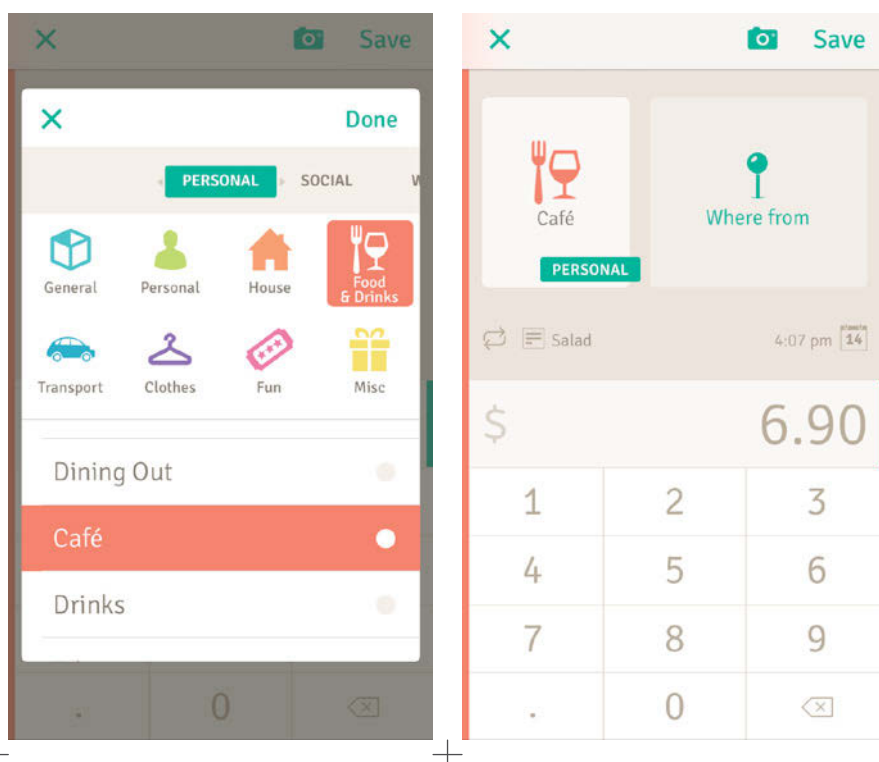 Save
Done
PERSONAL SOCIAL W
General Personal House Food
& Drinks
Transport Clothes Fun Misc
Dining Out
Café
Drinks
. 0
Save
Café
Where from
PERSONAL
Salad 4:07 pm 14
$ 6.90
1 2 3
4 5 6
7 8 9
. 0